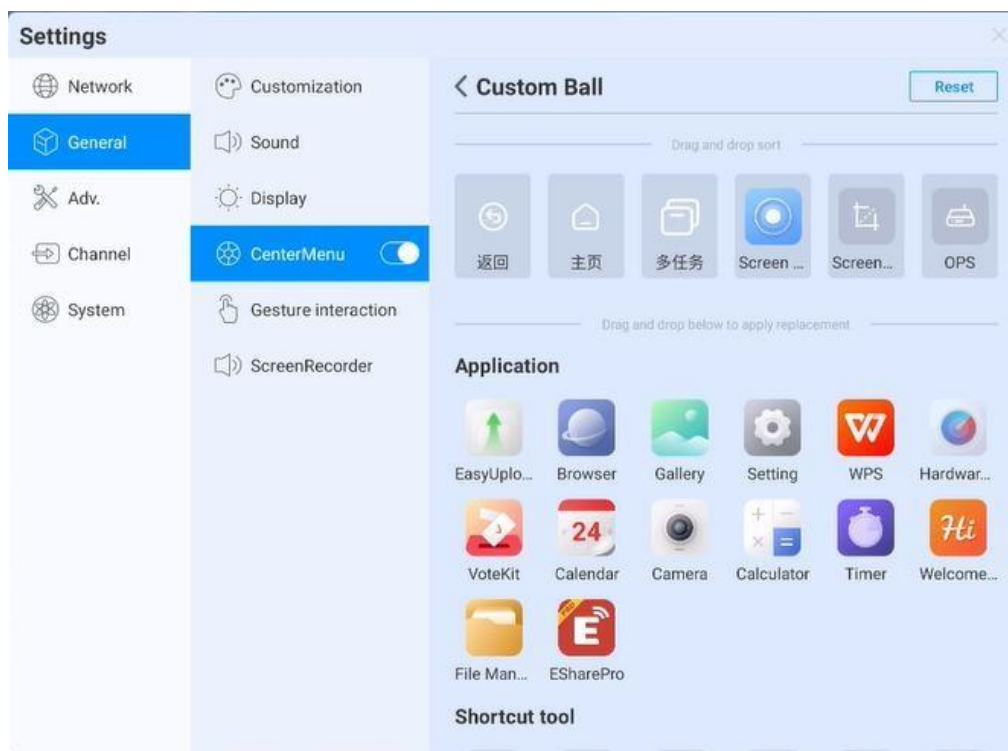 Settings
Network
General
Adv.
Channel
System
Customization
Sound
Display
CenterMenu
Gesture interaction
ScreenRecorder
Custom Ball
Reset
Drag and drop sort
返回 主页 多任务 Screen ... Screen... OPS
Drag and drop below to apply replacement
Application
EasyUplo... Browser Gallery Setting WPS Hardwar...
24 Hi
VoteKit Calendar Camera Calculator Timer Welcome...
PRO E
File Man... ESharePro
Shortcut tool